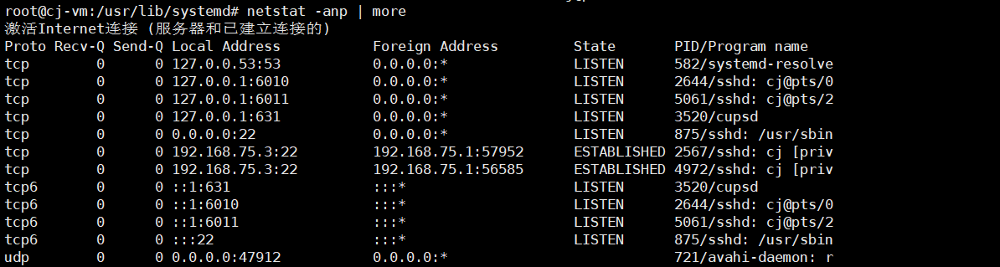 root@cj-vm:/usr/lib/systemd# netstat -anp | more
激活Internet连接 (服务器和已建立连接的)
Proto Recv-Q Send-Q Local Address           Foreign Address         State       PID/Program name
tcp        0      0 127.0.0.53:53           0.0.0.0:*               LISTEN      582/systemd-resolve
tcp        0      0 127.0.0.1:6010          0.0.0.0:*               LISTEN      2644/sshd: cj@pts/0
tcp        0      0 127.0.0.1:6011          0.0.0.0:*               LISTEN      5061/sshd: cj@pts/2
tcp        0      0 127.0.0.1:631           0.0.0.0:*               LISTEN      3520/cupsd
tcp        0      0 0.0.0.0:22              0.0.0.0:*               LISTEN      875/sshd: /usr/sbin
tcp        0      0 192.168.75.3:22         192.168.75.1:57952      ESTABLISHED 2567/sshd: cj [priv
tcp        0      0 192.168.75.3:22         192.168.75.1:56585      ESTABLISHED 4972/sshd: cj [priv
tcp6       0      0 ::1:631                 :::*                    LISTEN      3520/cupsd
tcp6       0      0 ::1:6010                :::*                    LISTEN      2644/sshd: cj@pts/0
tcp6       0      0 ::1:6011                :::*                    LISTEN      5061/sshd: cj@pts/2
tcp6       0      0 :::22                   :::*                    LISTEN      875/sshd: /usr/sbin
udp        0      0 0.0.0.0:47912           0.0.0.0:*                           721/avahi-daemon: r